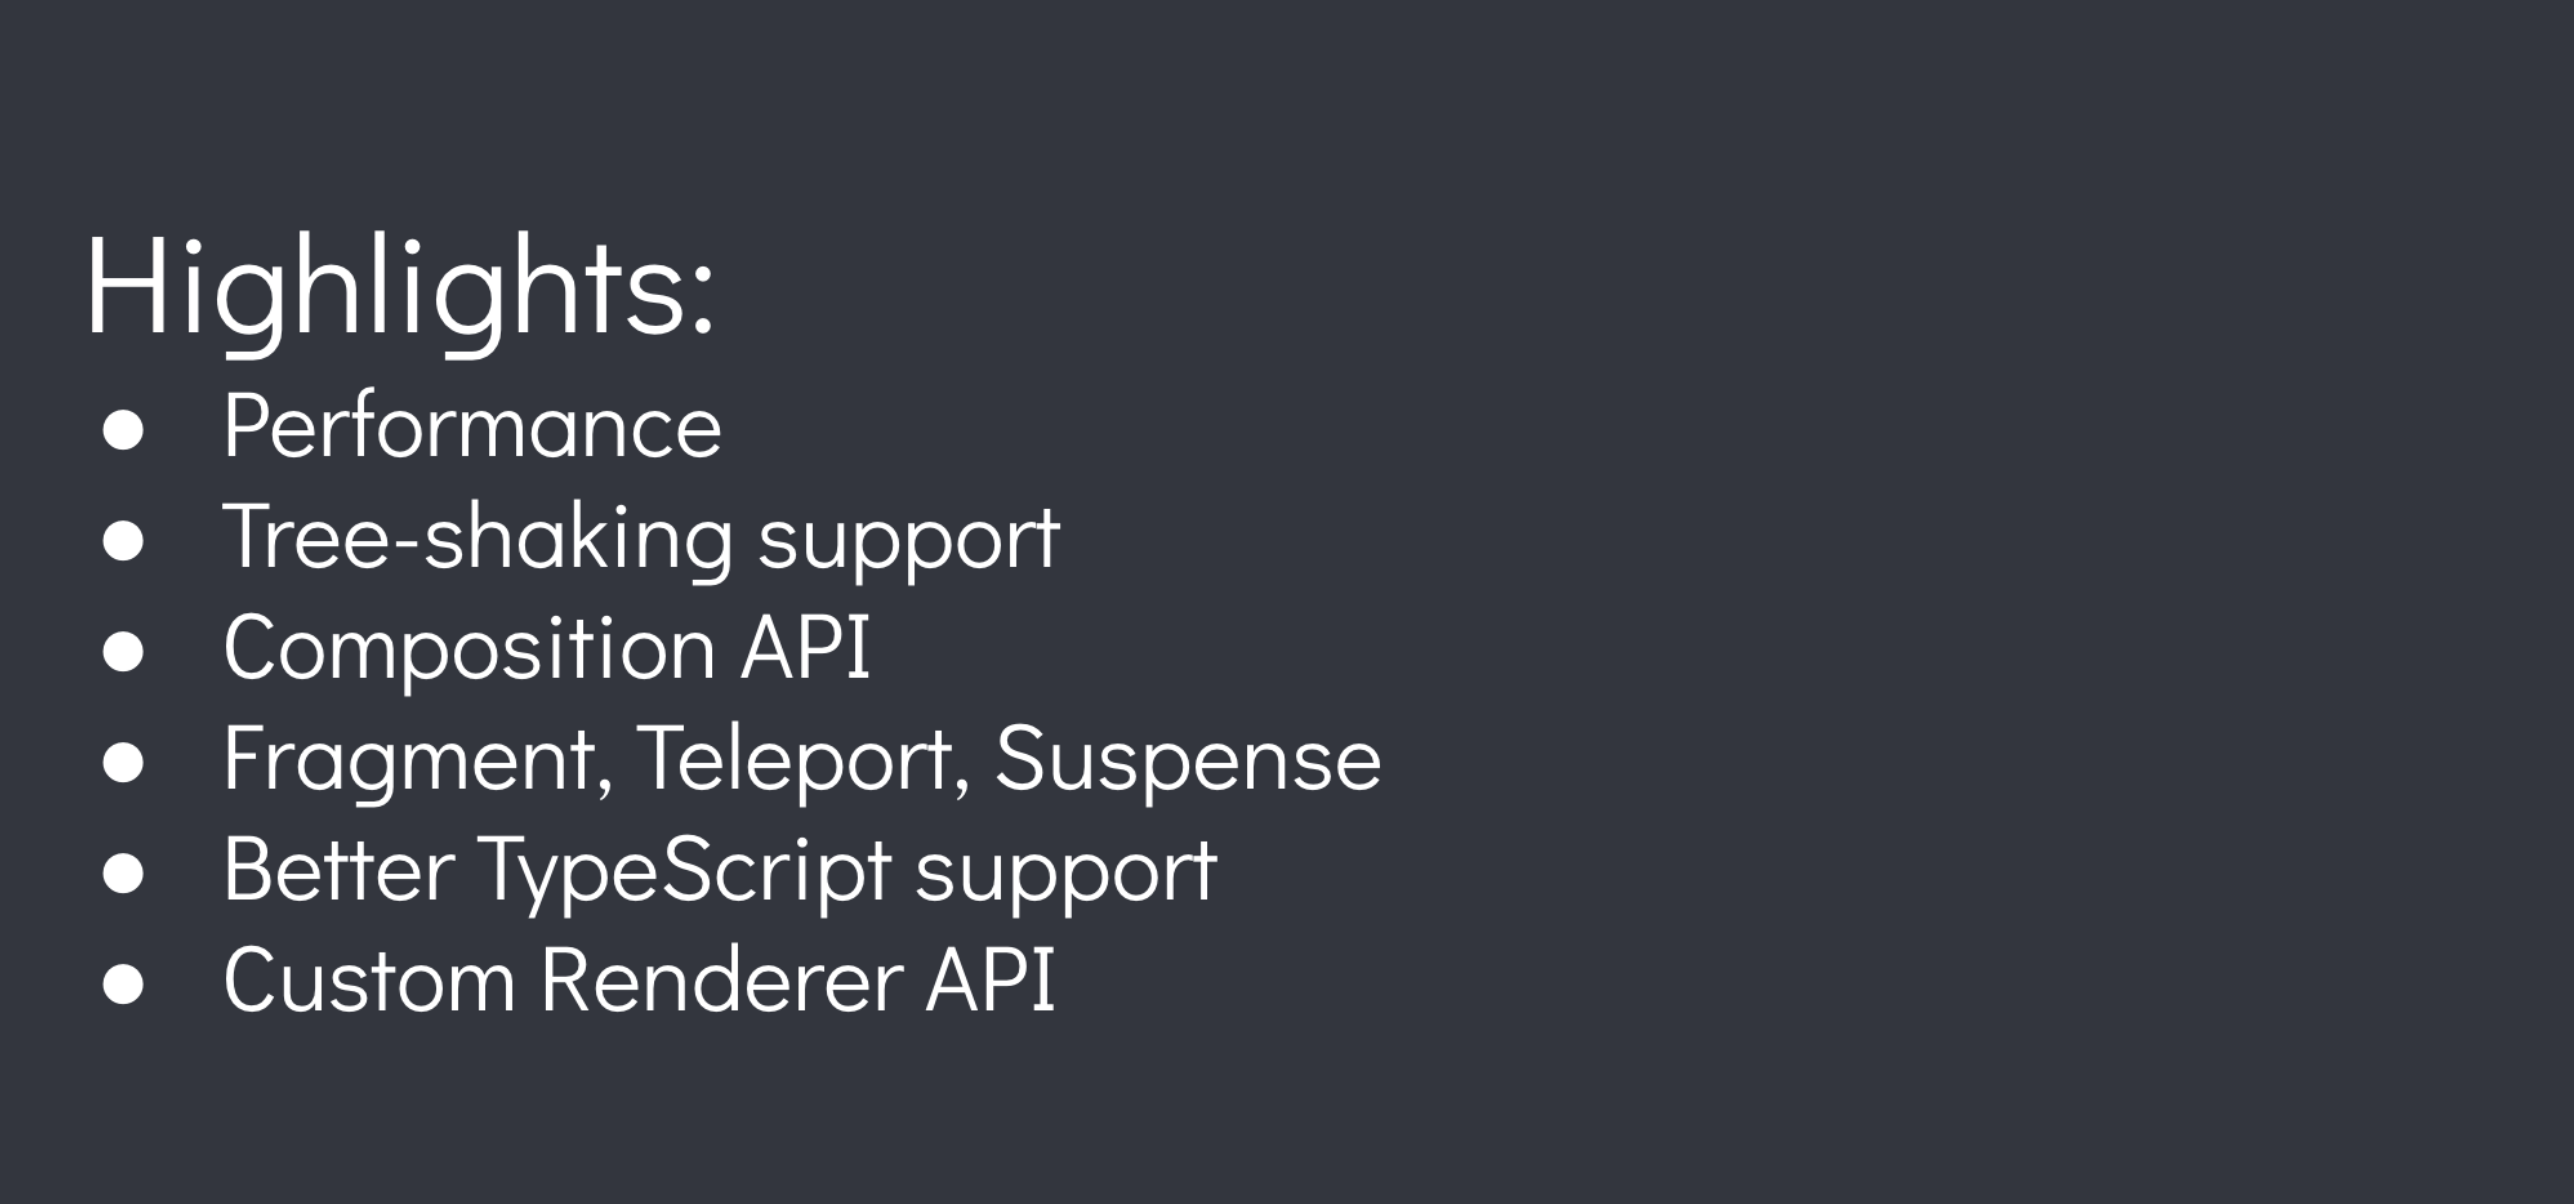 Highlights:
● Performance
● Tree-shaking support
● Composition API
● Fragment, Teleport, Suspense
● Better TypeScript support
● Custom Renderer API